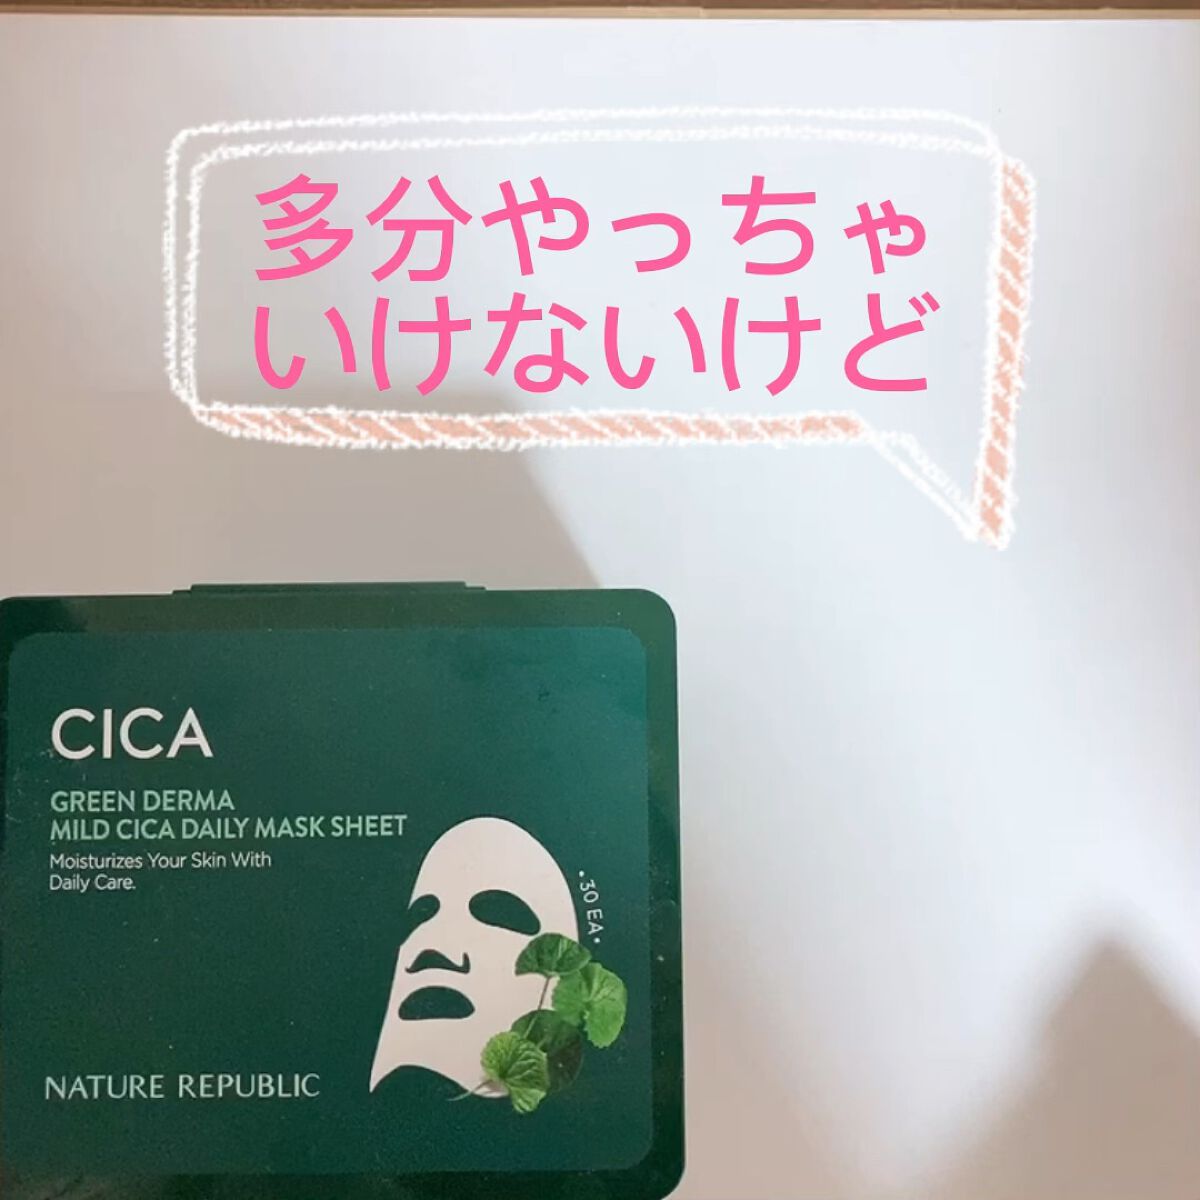 多分やっちゃ
いけないけど
CICA
GREEN DERMA
MILD CICA DAILY MASK SHEET
Moisturizes Your Skin With
Daily Care.
•30 EA•
NATURE REPUBLIC